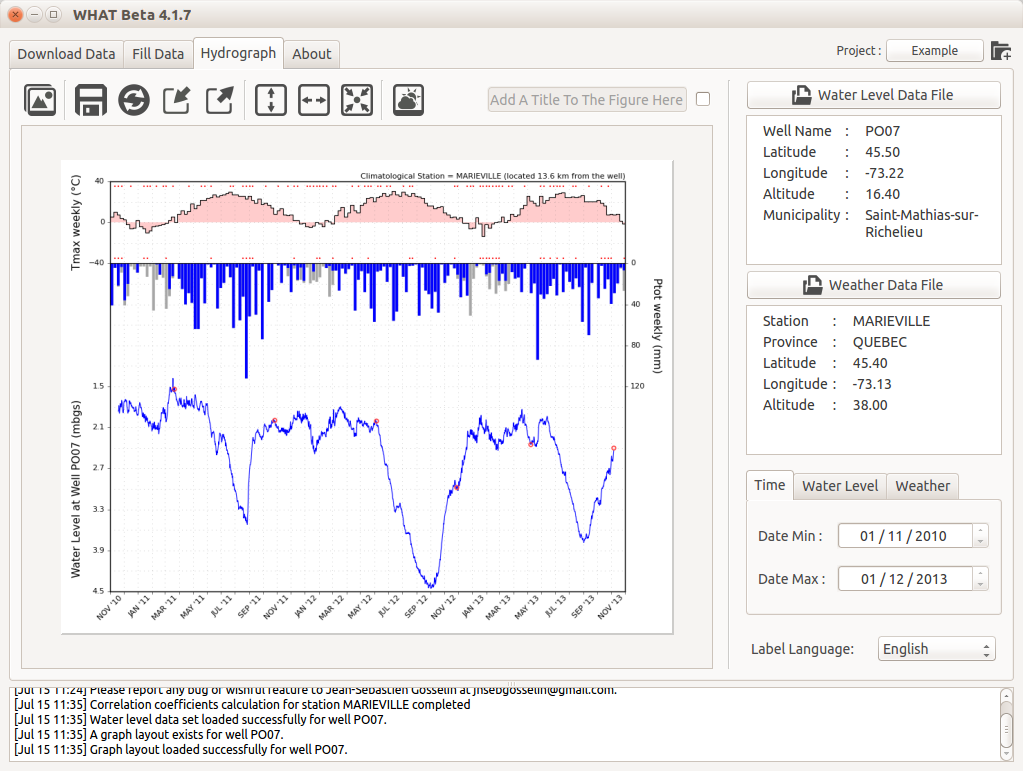 WHAT Beta 4.1.7
Download Data
Fill Data
Hydrograph
About
Project :
Example
Add A Title To The Figure Here
Climatological Station = MARIEVILLE (located 13.6 km from the well)
Tmax weekly (°C)
40
0
−40
Ptot weekly (mm)
0
40
80
120
Water Level at Well PO07 (mbgs)
1.5
2.1
2.7
3.3
3.9
4.5
NOV '10
JAN '11
MAR '11
MAY '11
JUL '11
SEP '11
NOV '11
JAN '12
MAR '12
MAY '12
JUL '12
SEP '12
NOV '12
JAN '13
MAR '13
MAY '13
JUL '13
SEP '13
NOV '13
Water Level Data File
Well Name : PO07
Latitude : 45.50
Longitude : -73.22
Altitude : 16.40
Municipality : Saint-Mathias-sur-
Richelieu
Weather Data File
Station : MARIEVILLE
Province : QUEBEC
Latitude : 45.40
Longitude : -73.13
Altitude : 38.00
Time
Water Level
Weather
Date Min : 01 / 11 / 2010
Date Max : 01 / 12 / 2013
Label Language: English
[Jul 15 11:24] Please report any bug or wishful feature to Jean-Sebastien Gosselin at jnsebgosselin@gmail.com.
[Jul 15 11:35] Correlation coefficients calculation for station MARIEVILLE completed
[Jul 15 11:35] Water level data set loaded successfully for well PO07.
[Jul 15 11:35] A graph layout exists for well PO07.
[Jul 15 11:35] Graph layout loaded successfully for well PO07.